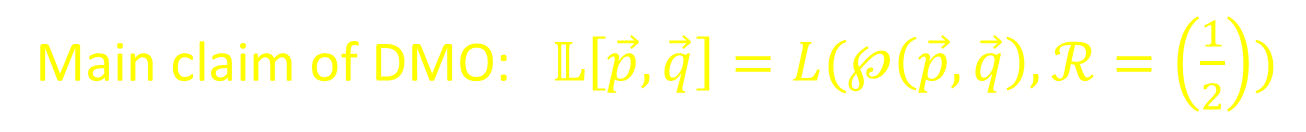 Main claim of DMO: 𝕃[p⃗, q⃗] = L(℘(p⃗, q⃗), ℛ = (1/2))